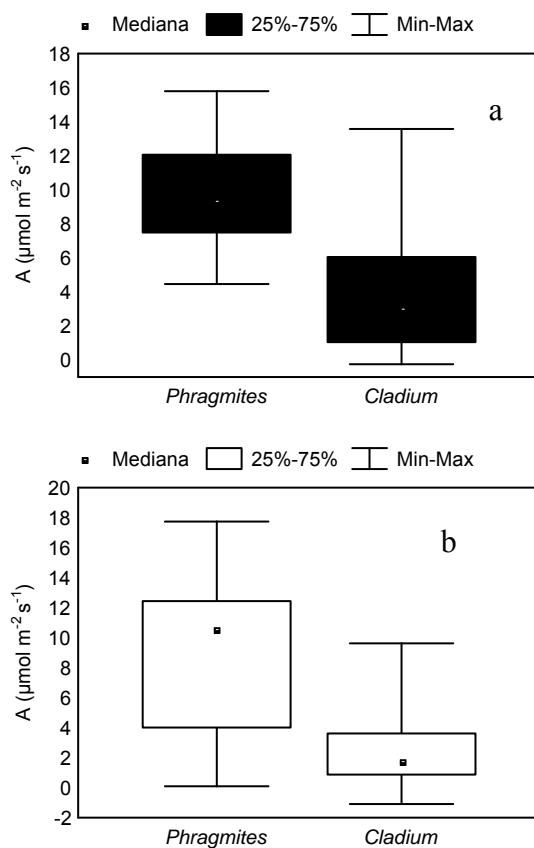 Mediana 25%-75% Min-Max
18
16
14
12
10
8
6
4
2
0
A (µmol m⁻² s⁻¹)
a
Phragmites Cladium
Mediana 25%-75% Min-Max
20
18
16
14
12
10
8
6
4
2
0
-2
A (µmol m⁻² s⁻¹)
b
Phragmites Cladium